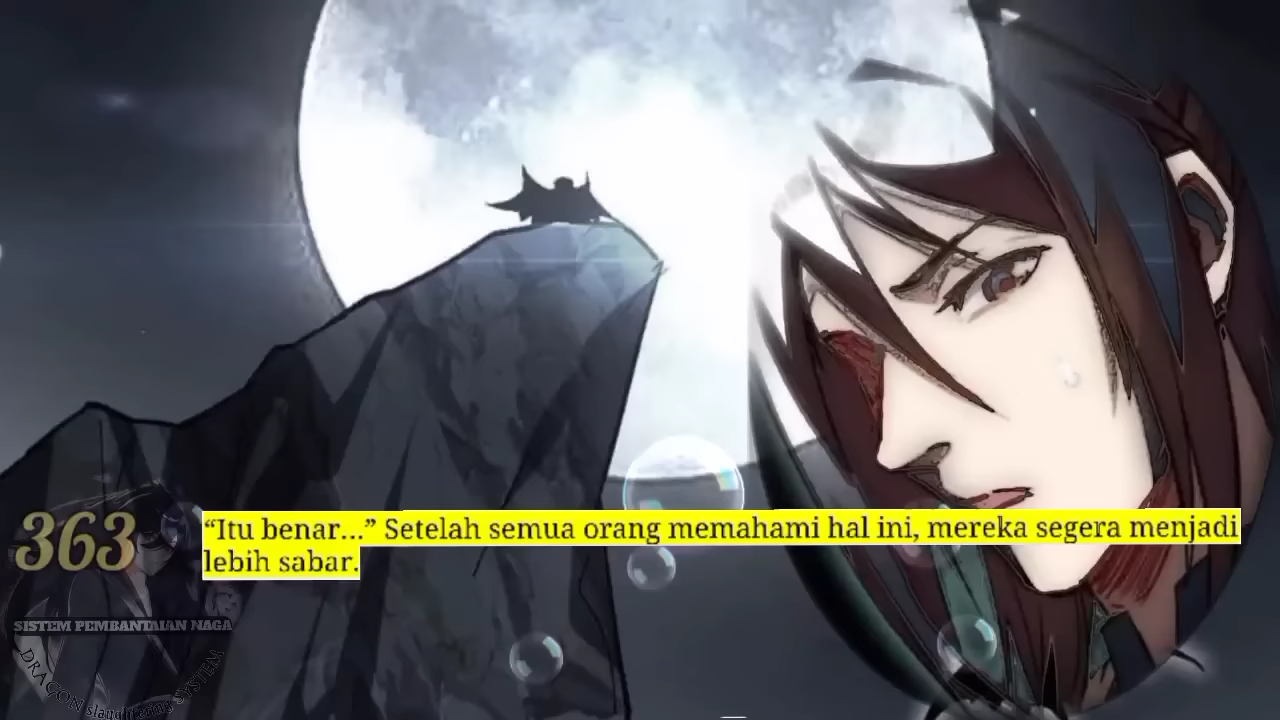 “Itu benar...” Setelah semua orang memahami hal ini, mereka segera menjadi
lebih sabar.
363
SISTEM PEMBANTAIAN NAGA
DRAGON slaughtering SYSTEM